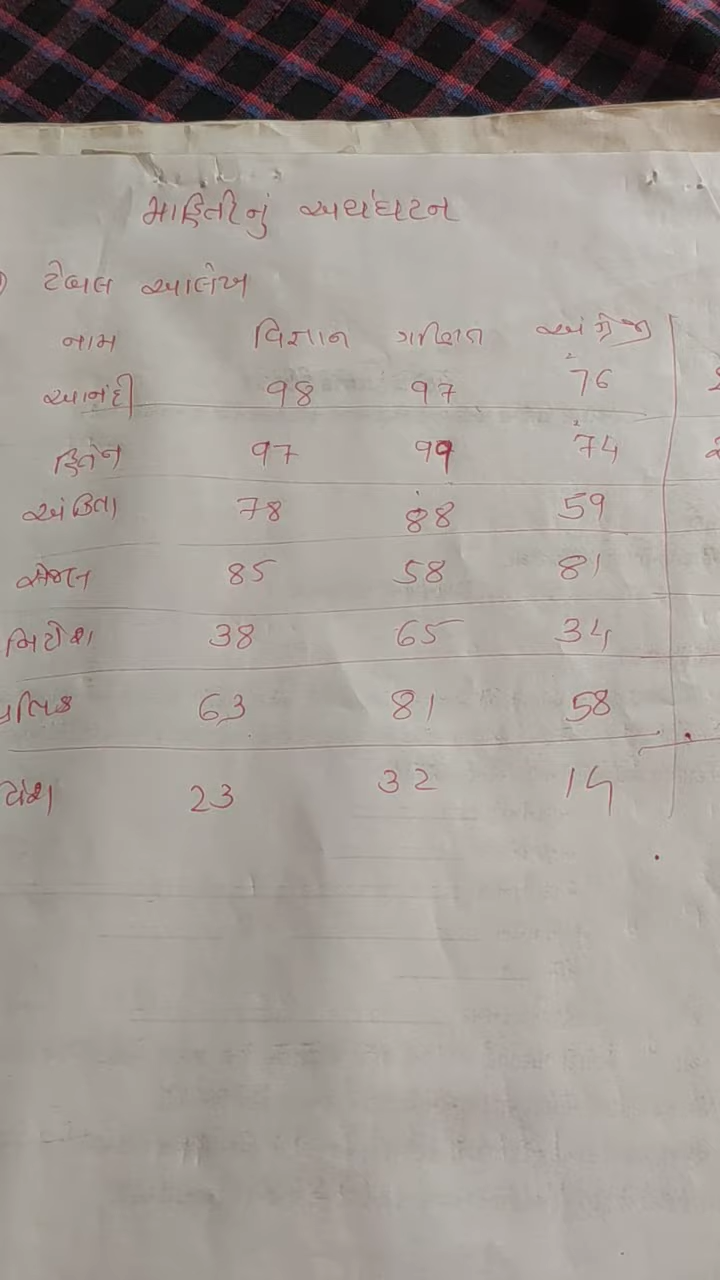 માહિતીનું અર્થઘટન
ટેબલ આલેખ
નામ વિજ્ઞાન ગણિત અંગ્રેજી
આનંદી 98 97 76
હિતેન 97 99 74
અંકિતા 78 88 59
સેજલ 85 58 81
મિતેશ 38 65 34
63 81 58
23 32 14